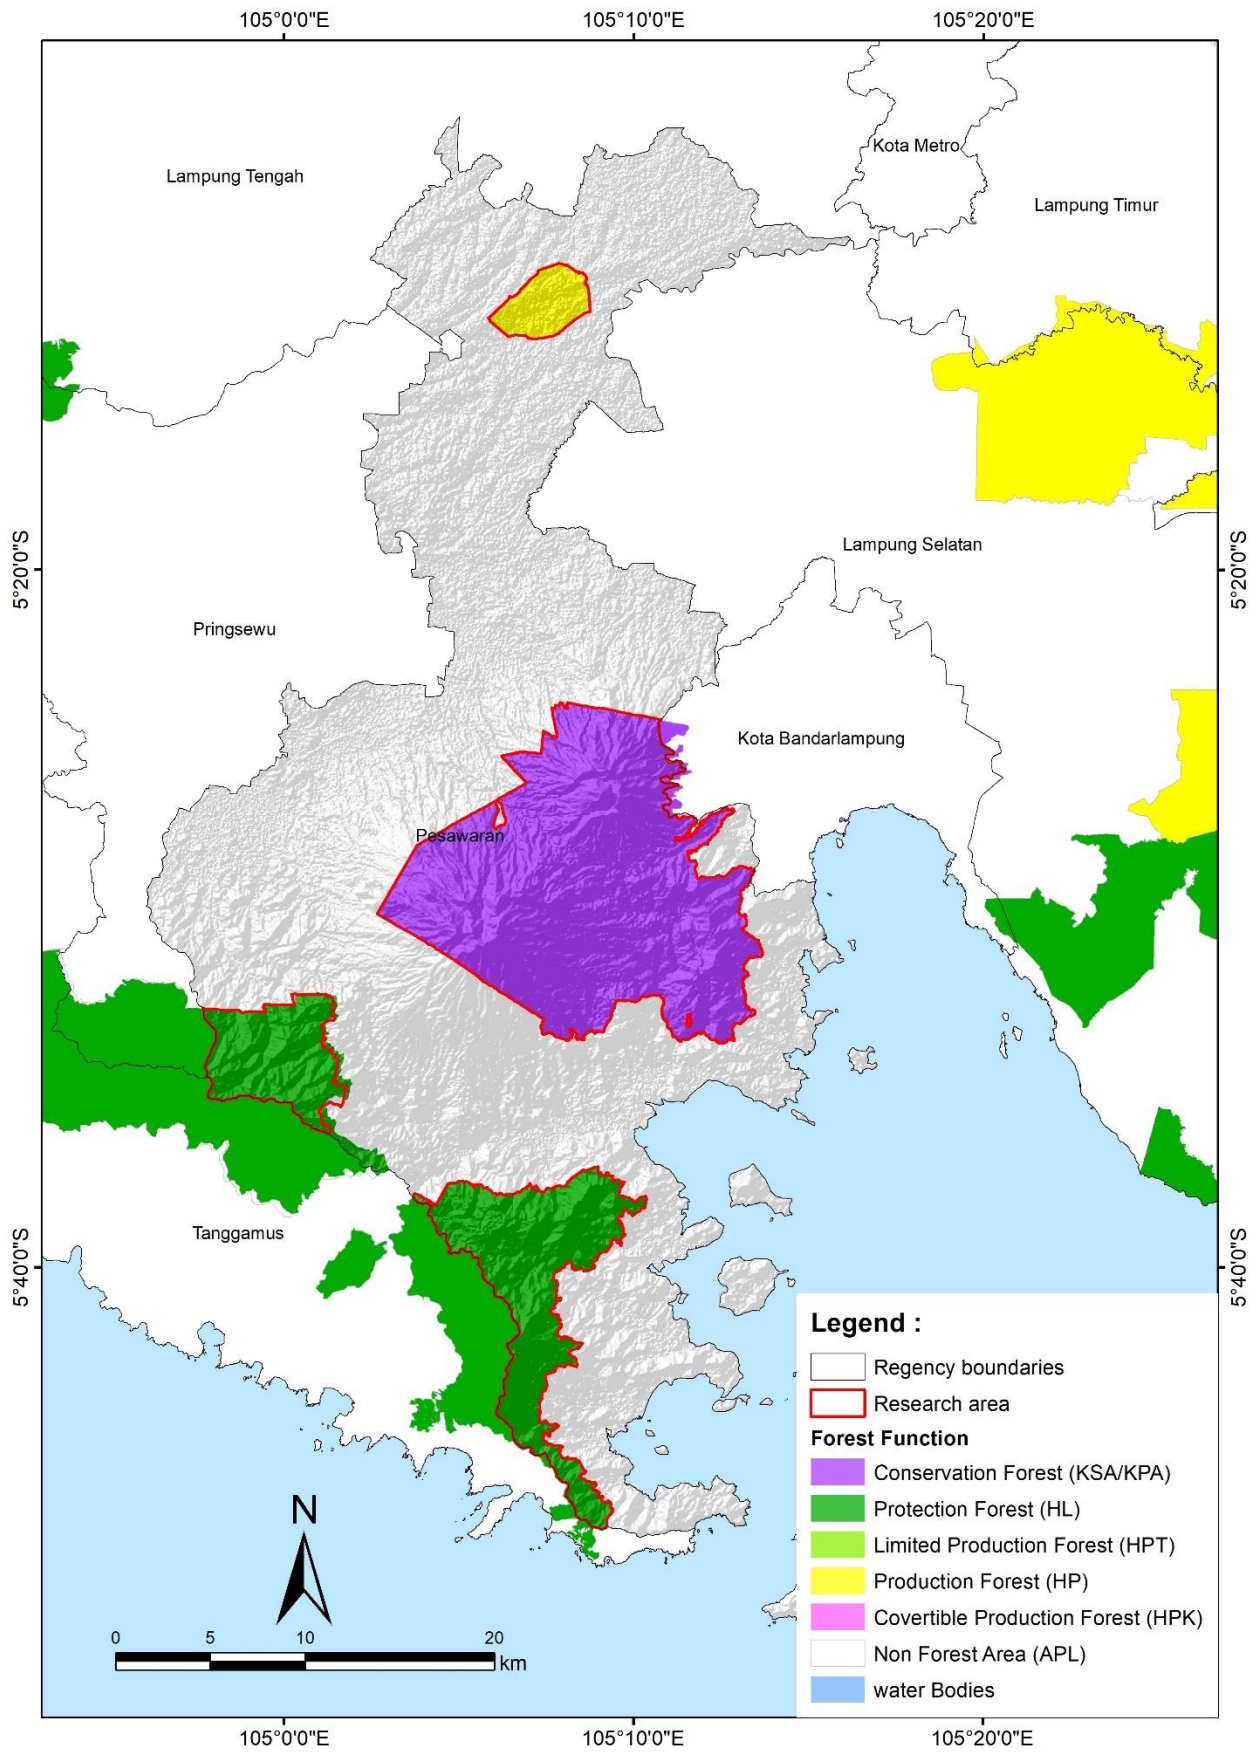 105°0'0"E
105°10'0"E
105°20'0"E
Kota Metro
Lampung Tengah
Lampung Timur
Lampung Selatan
5°20'0"S
5°20'0"S
Pringsewu
Kota Bandarlampung
Pesawaran
Tanggamus
5°40'0"S
5°40'0"S
Legend :
Regency boundaries
Research area
Forest Function
Conservation Forest (KSA/KPA)
Protection Forest (HL)
Limited Production Forest (HPT)
Production Forest (HP)
Covertible Production Forest (HPK)
Non Forest Area (APL)
water Bodies
N
0 5 10 20
km
105°0'0"E
105°10'0"E
105°20'0"E